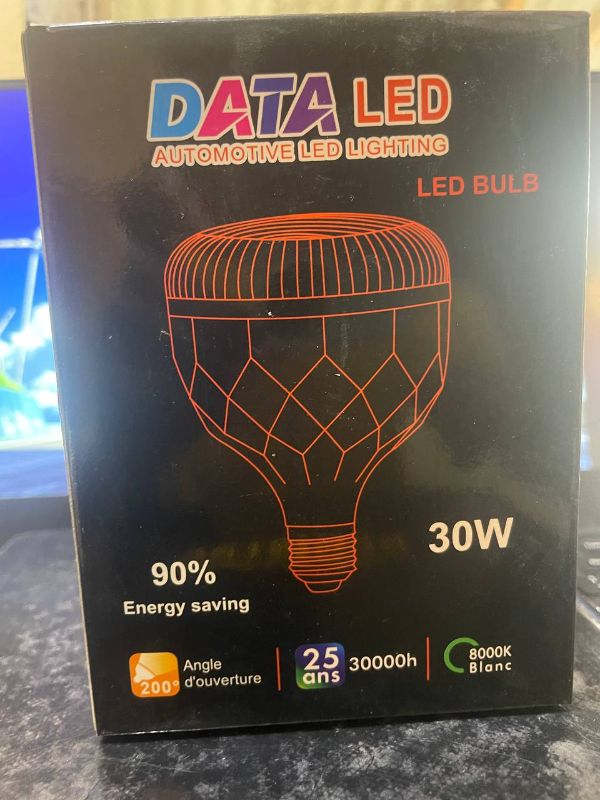 DATA LED
AUTOMOTIVE LED LIGHTING
LED BULB
30W
90%
Energy saving
200°
Angle
d'ouverture
25
ans
30000h
8000K
Blanc